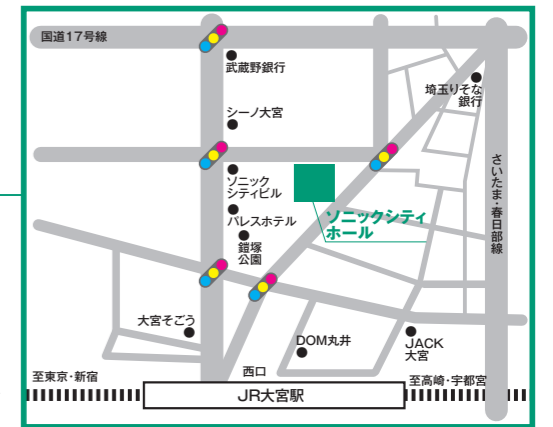 国道17号線
武蔵野銀行
埼玉りそな
銀行
シーノ大宮
さいたま・春日部線
ソニック
シティビル
パレスホテル
ソニックシティ
ホール
鐘塚
公園
大宮そごう
DOM丸井
JACK
大宮
至東京・新宿
西口
至高崎・宇都宮
JR大宮駅